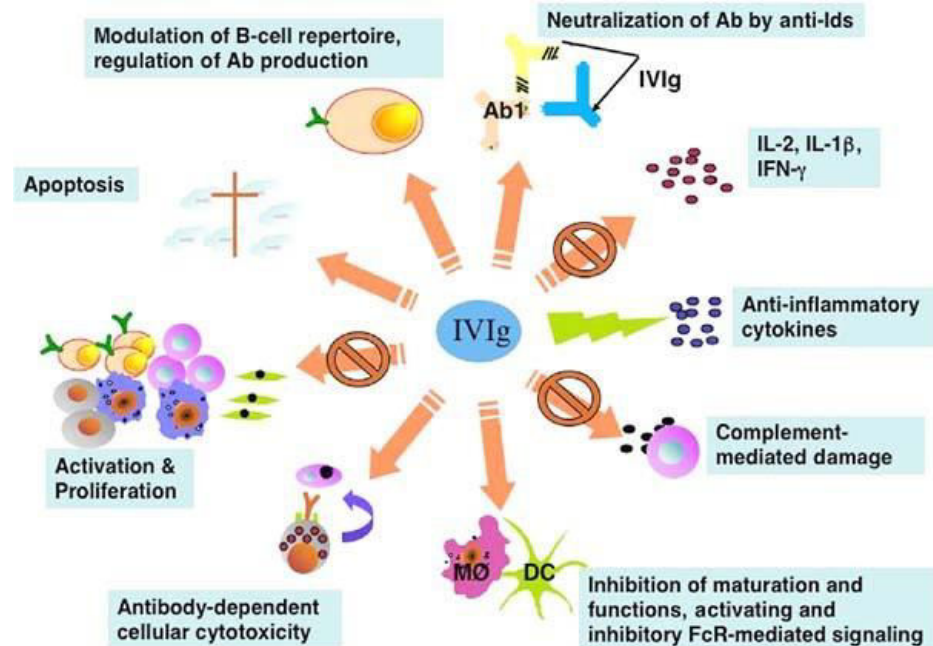 Modulation of B-cell repertoire,
regulation of Ab production
Neutralization of Ab by anti-Ids
IVIg
Ab1
IL-2, IL-1β,
IFN-γ
Apoptosis
IVIg
Anti-inflammatory
cytokines
Complement-
mediated damage
Activation &
Proliferation
MØ
DC
Antibody-dependent
cellular cytotoxicity
Inhibition of maturation and
functions, activating and
inhibitory FcR-mediated signaling